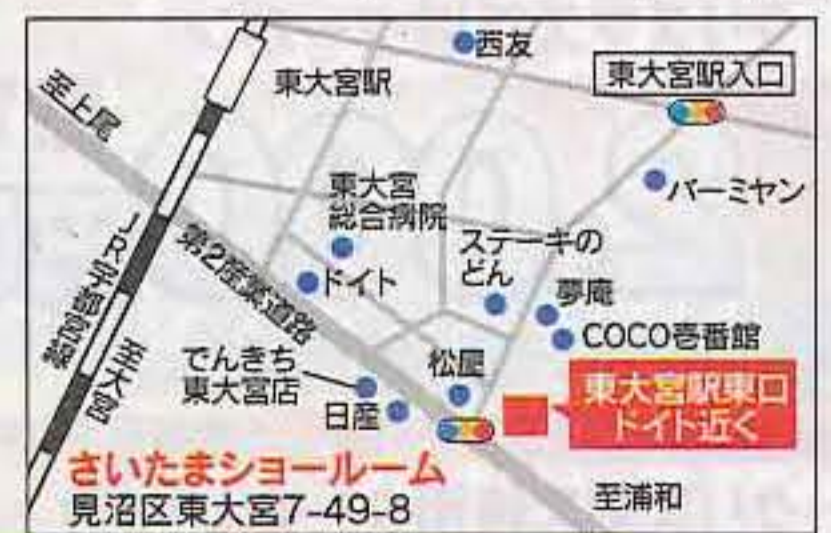 西友
東大宮駅
東大宮駅入口
至上尾
バーミヤン
東大宮
総合病院
ステーキの
どん
第2産業道路
ドイト
夢庵
JR宇都宮線
COCO壱番館
至大宮
でんきち
東大宮店
松屋
日産
東大宮駅東口
ドイト近く
さいたまショールーム
見沼区東大宮7-49-8
至浦和